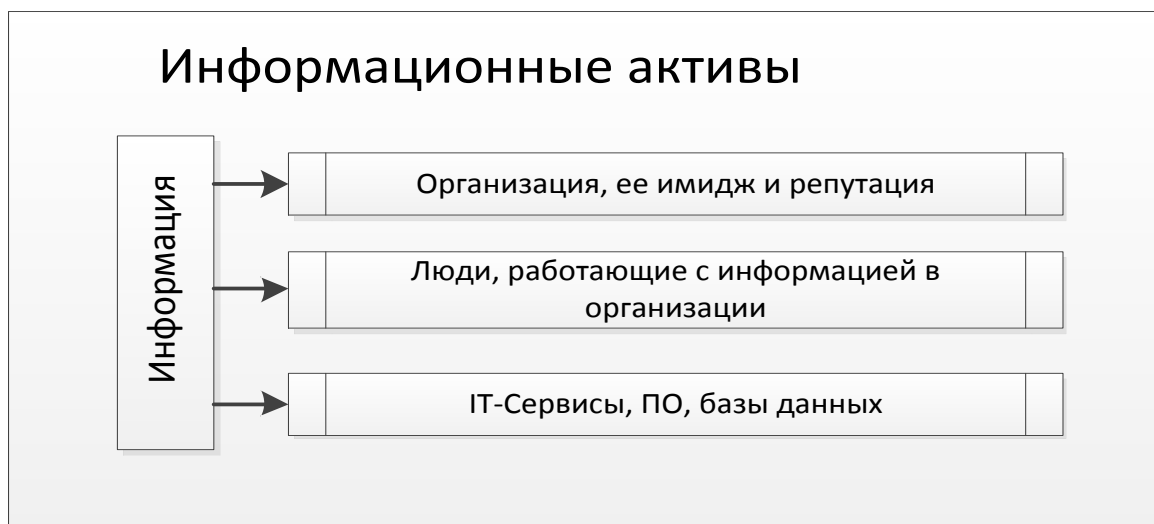 Информационные активы
Информация
Организация, ее имидж и репутация
Люди, работающие с информацией в
организации
IT-Сервисы, ПО, базы данных